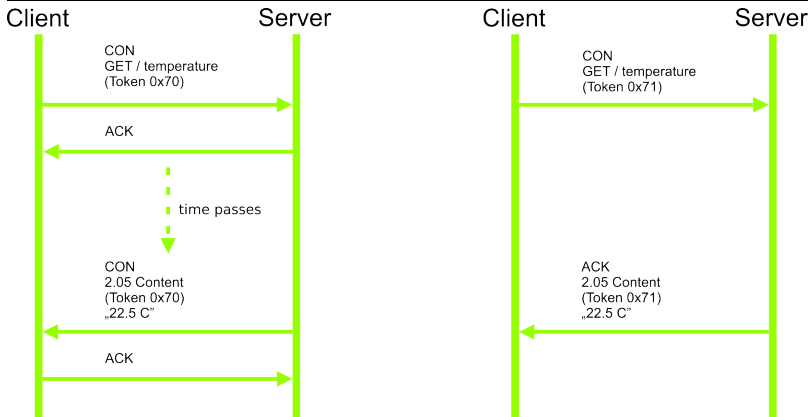 Client
Server
CON
GET / temperature
(Token 0x70)
ACK
time passes
CON
2.05 Content
(Token 0x70)
„22.5 C”
ACK
Client
Server
CON
GET / temperature
(Token 0x71)
ACK
2.05 Content
(Token 0x71)
„22.5 C”